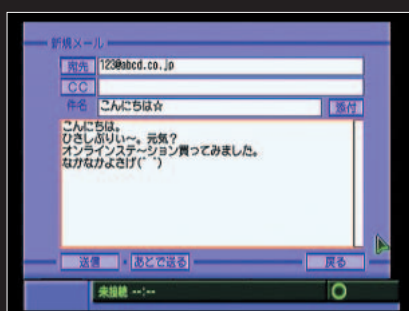 新規メール
宛先 123@abcd.co.jp
CC
件名 こんにちは☆ 添付
こんにちは。
ひさしぶりぃ～。元気？
オンラインステーション買ってみました。
なかなかよさげ(^^)
送信 あとで送る 戻る
未接続 --:--